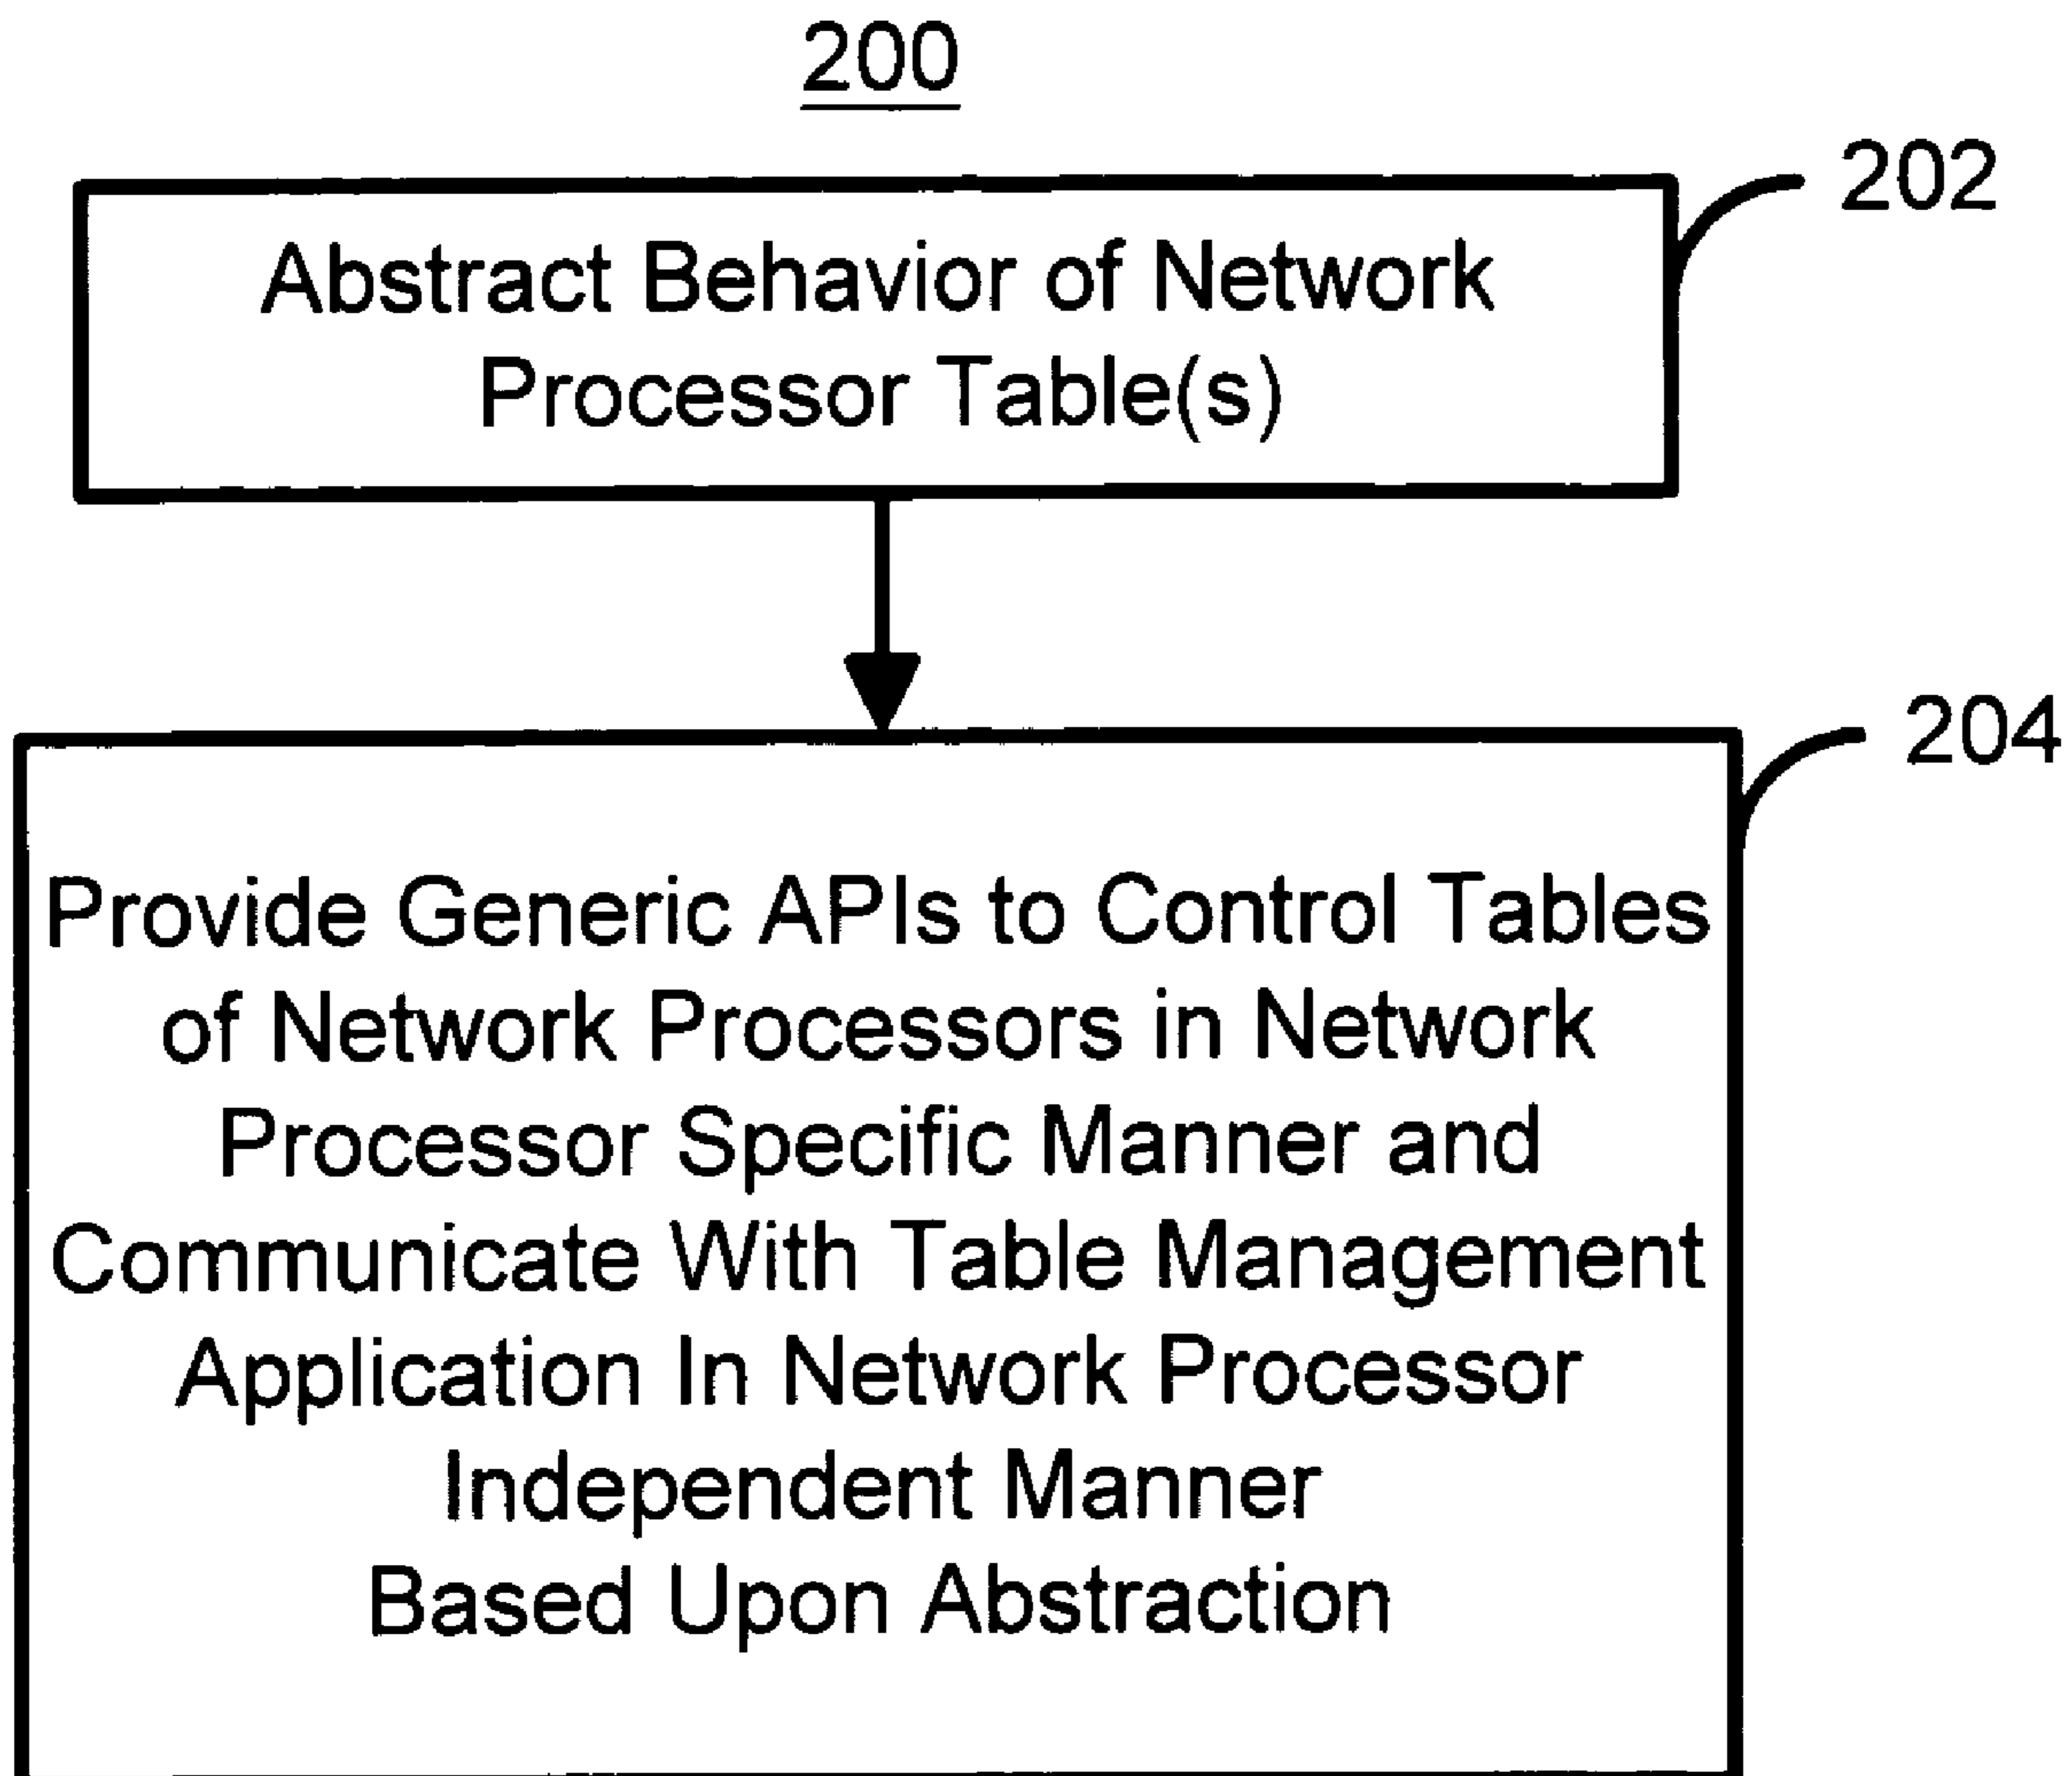 200
202
Abstract Behavior of Network
Processor Table(s)
204
Provide Generic APIs to Control Tables
of Network Processors in Network
Processor Specific Manner and
Communicate With Table Management
Application In Network Processor
Independent Manner
Based Upon Abstraction